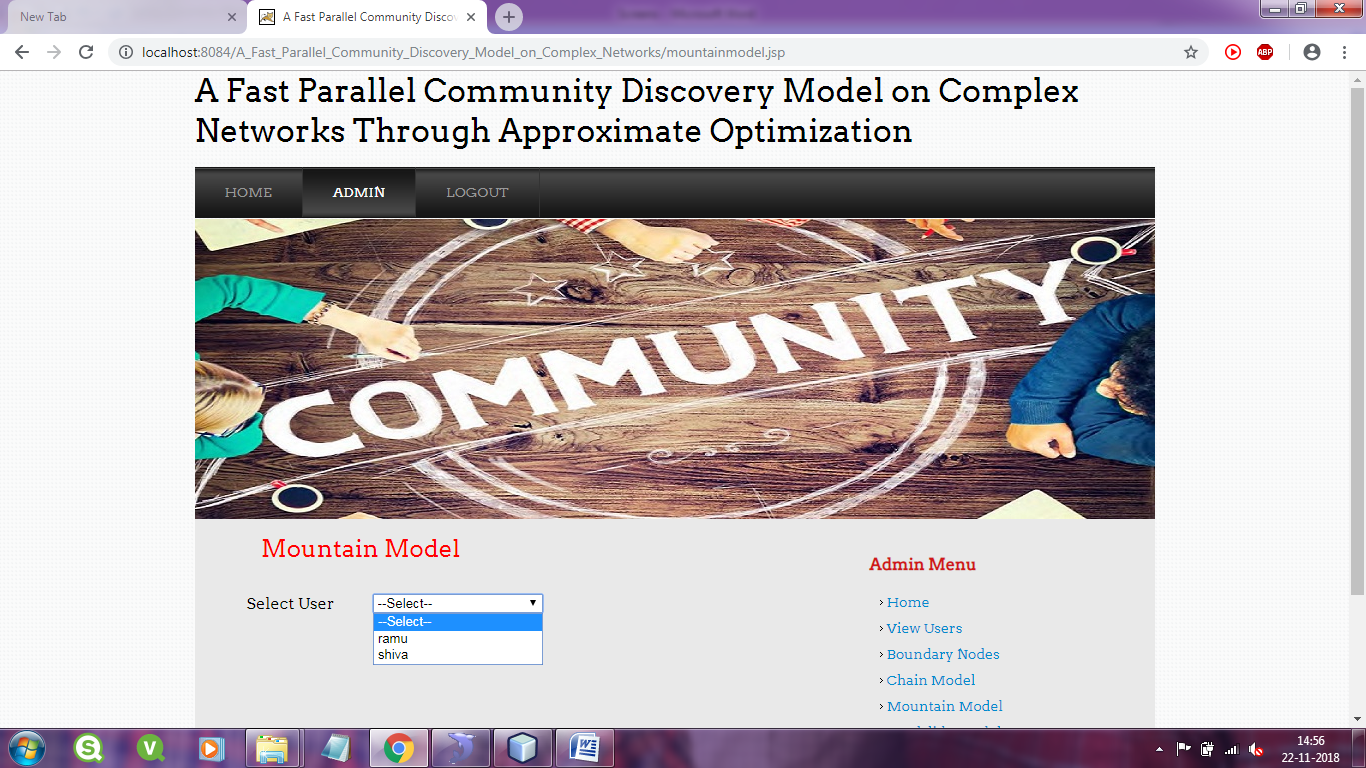 New Tab
A Fast Parallel Community Disco
localhost:8084/A_Fast_Parallel_Community_Discovery_Model_on_Complex_Networks/mountainmodel.jsp
ABP
A Fast Parallel Community Discovery Model on Complex
Networks Through Approximate Optimization
HOME ADMIN LOGOUT
COMMUNITY
Mountain Model
Select User --Select--
--Select--
ramu
shiva
Admin Menu
Home
View Users
Boundary Nodes
Chain Model
Mountain Model
14:56
22-11-2018